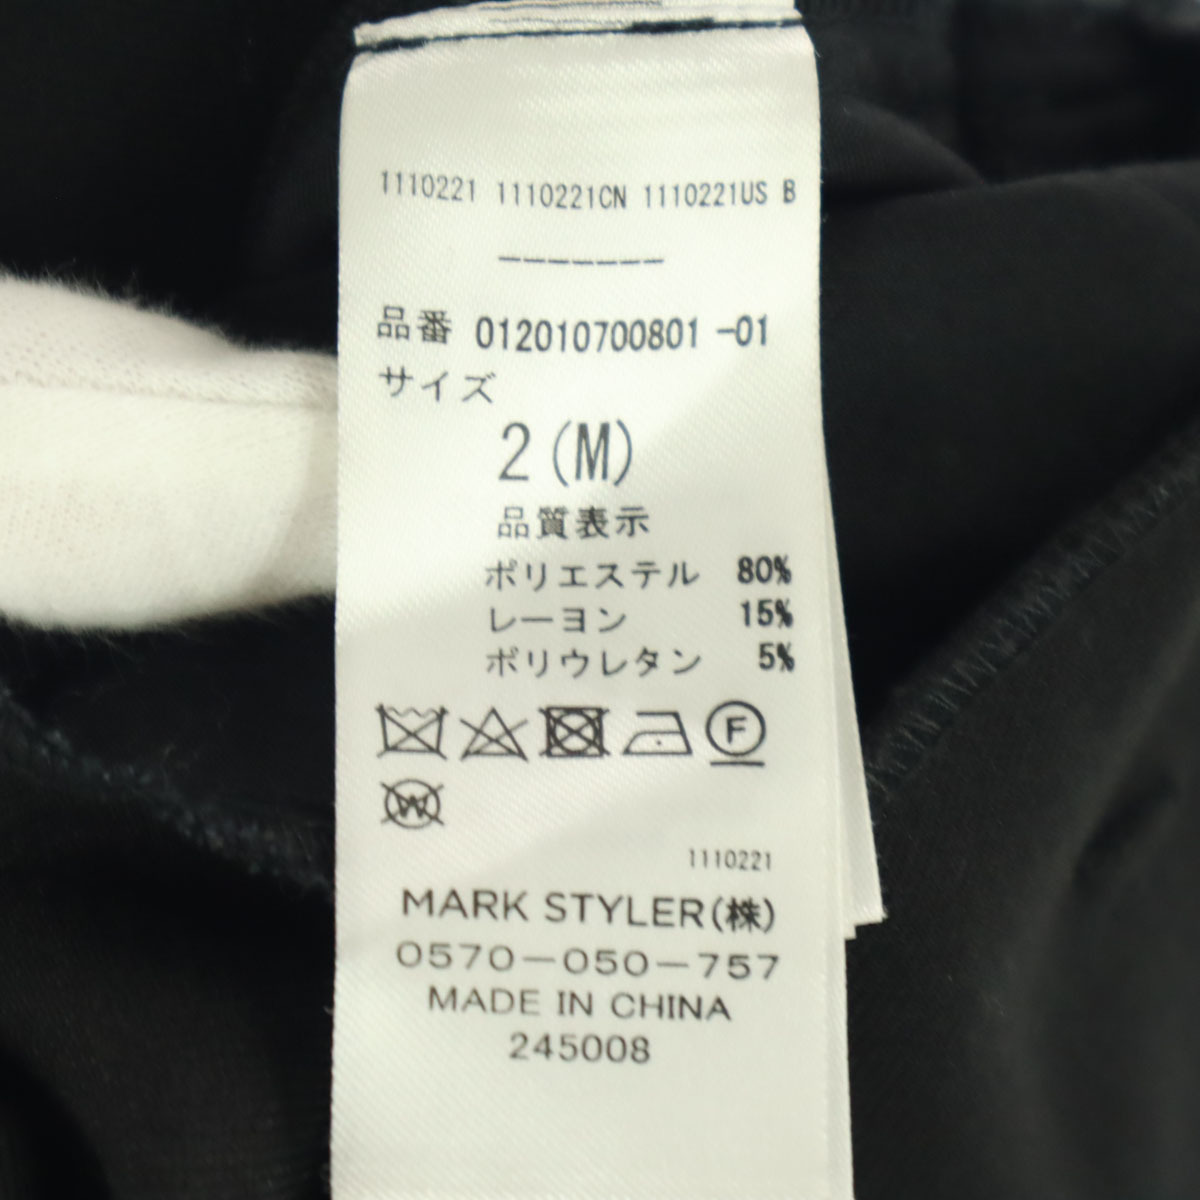 1110221 1110221CN 1110221US B
-------
品番 012010700801 -01
サイズ
2 (M)
品質表示
ポリエステル 80%
レーヨン 15%
ポリウレタン 5%
F
W
1110221
MARK STYLER(株)
0570-050-757
MADE IN CHINA
245008